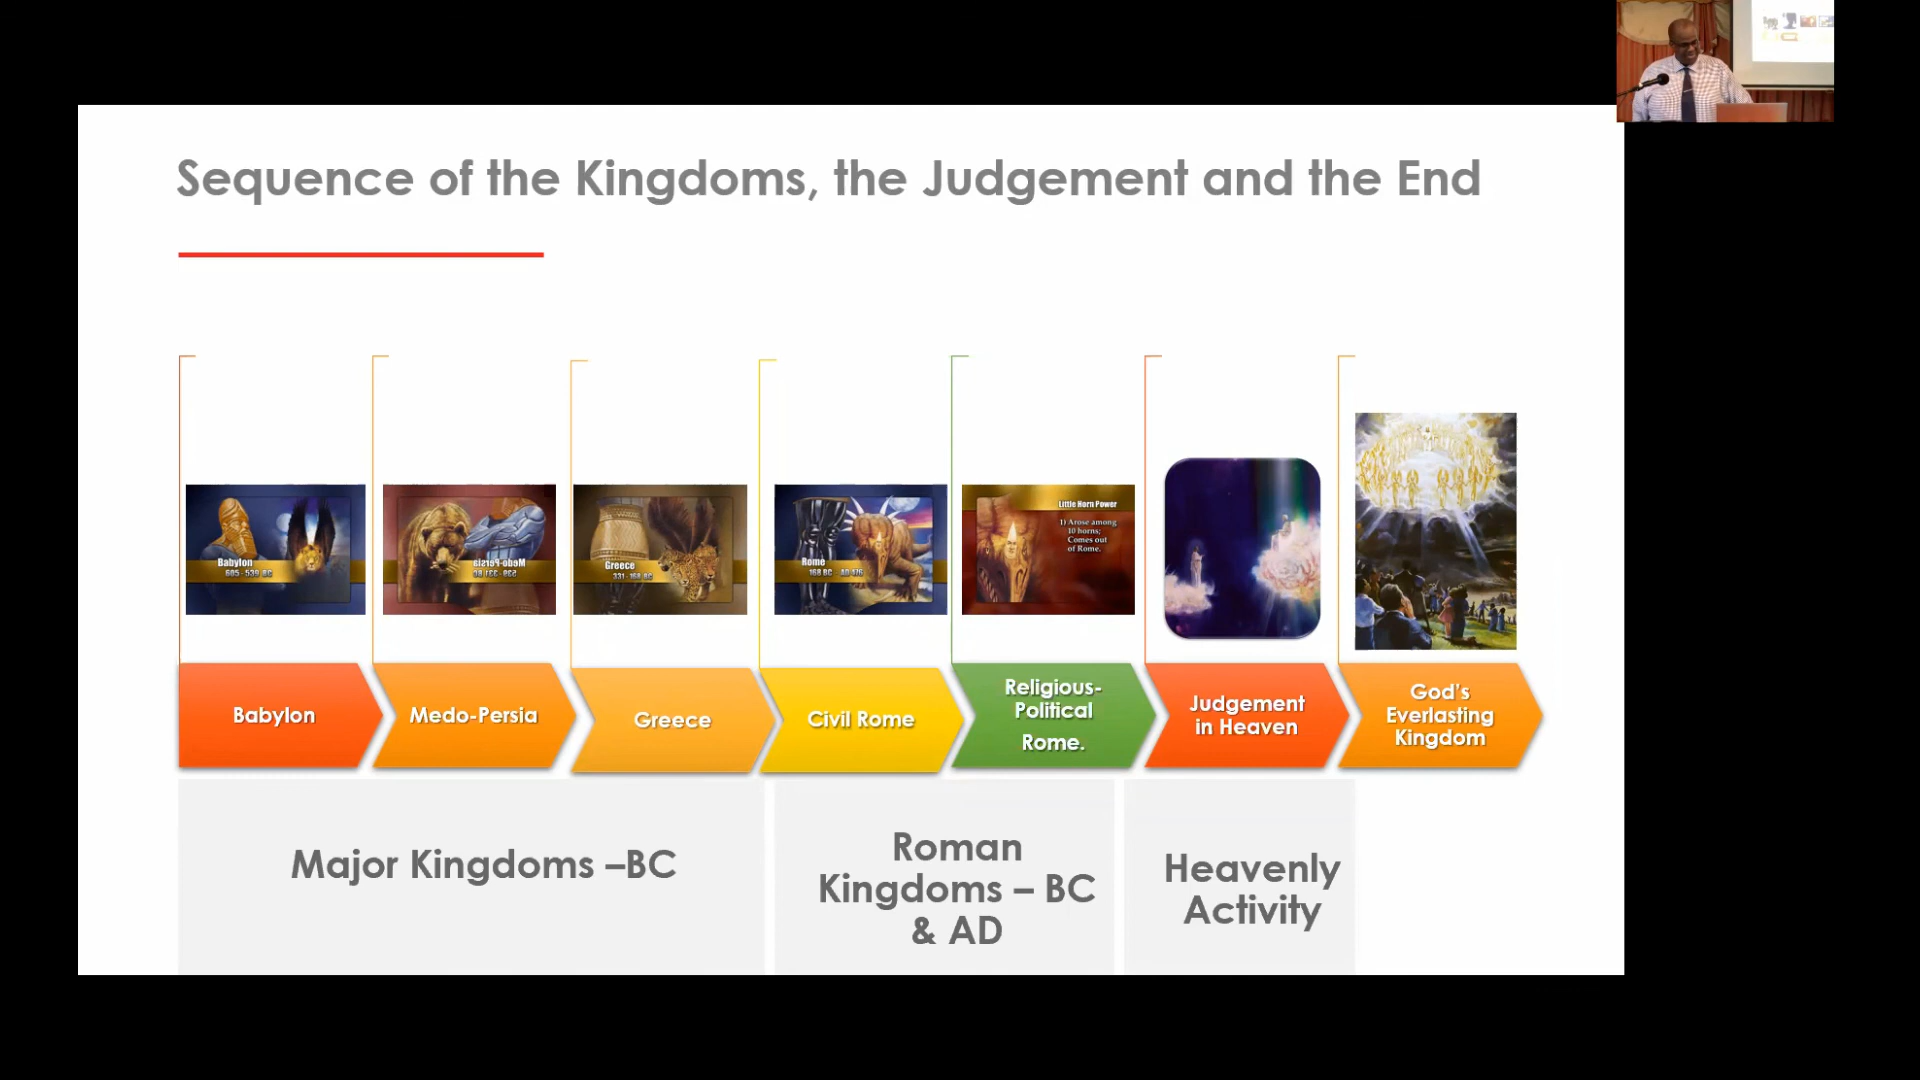 Sequence of the Kingdoms, the Judgement and the End
Babylon
605 - 539 BC
Medo-Persia
539 - 331 BC
Greece
331 - 168 BC
Rome
168 BC - AD 476
Little Horn Power
1) Arose among
10 horns;
Comes out
of Rome.
Babylon
Medo-Persia
Greece
Civil Rome
Religious-
Political
Rome.
Judgement
in Heaven
God's
Everlasting
Kingdom
Major Kingdoms –BC
Roman
Kingdoms – BC
& AD
Heavenly
Activity